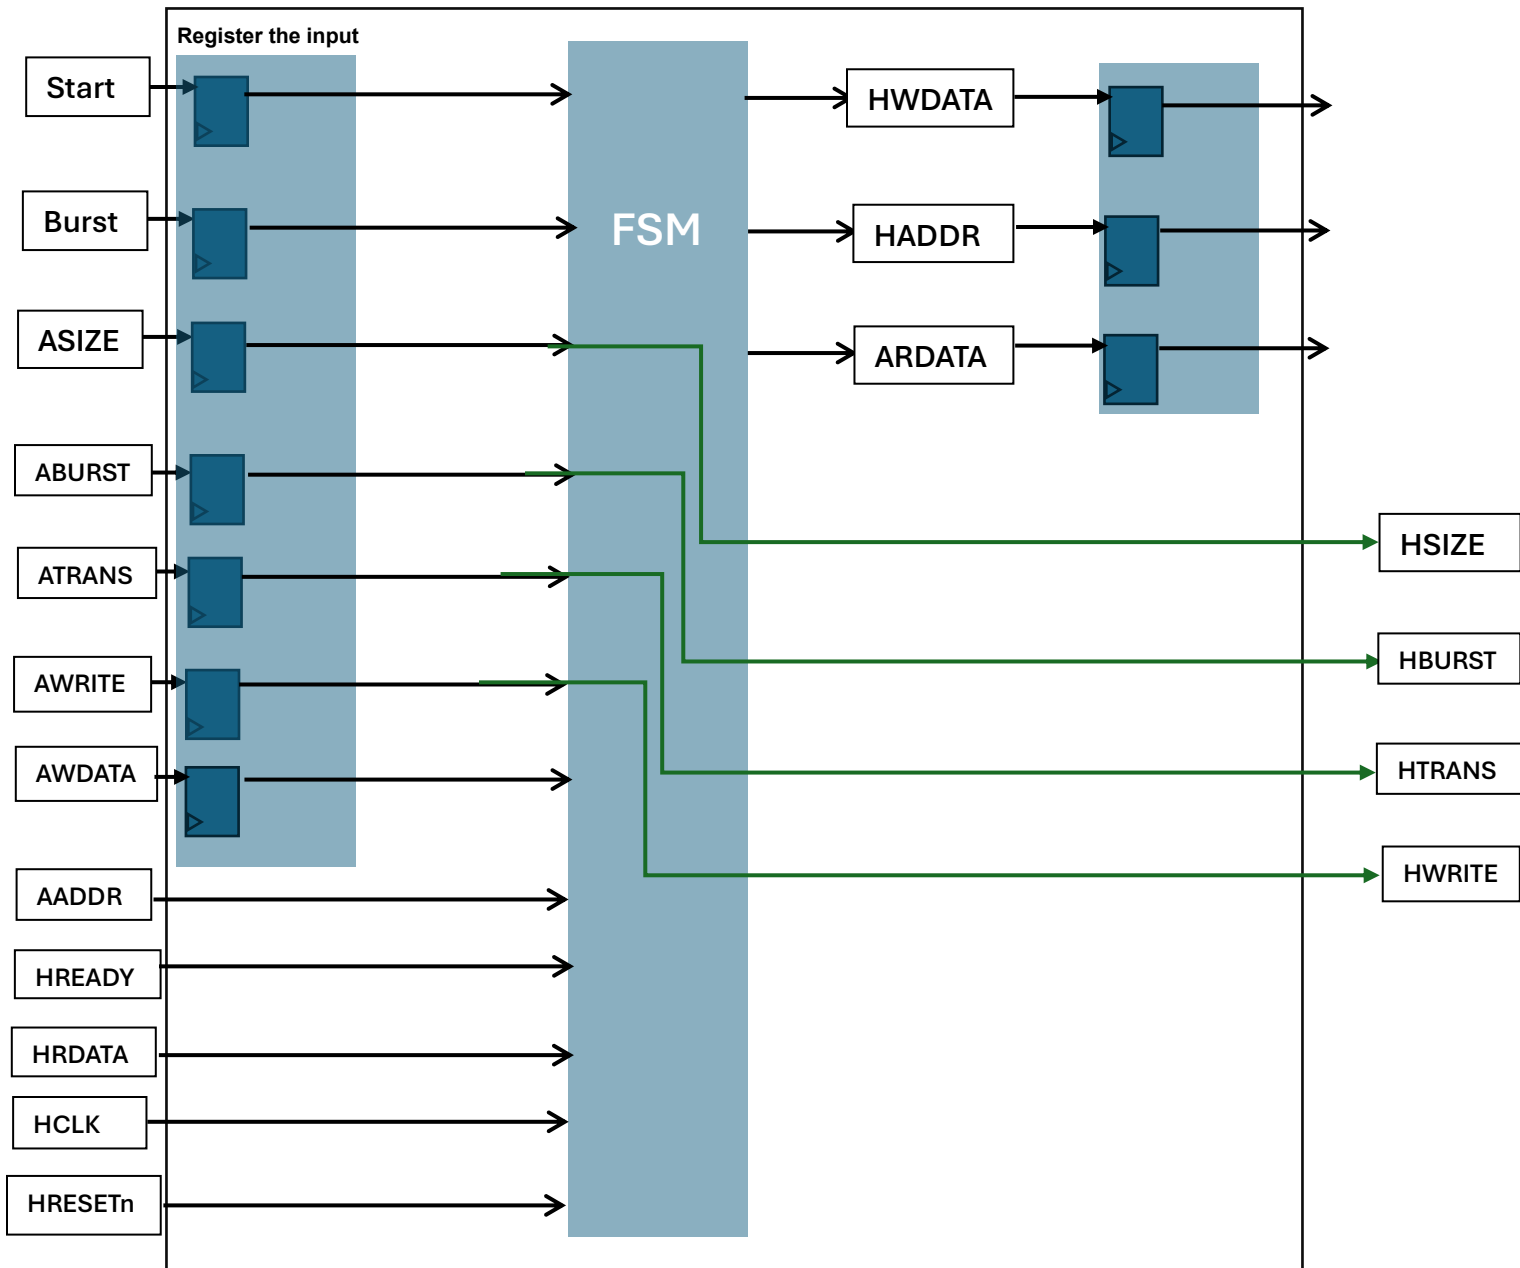 Register the input
Start
HWDATA
Burst
FSM
HADDR
ASIZE
ARDATA
ABURST
HSIZE
ATRANS
HBURST
AWRITE
AWDATA
HTRANS
AADDR
HWRITE
HREADY
HRDATA
HCLK
HRESETn